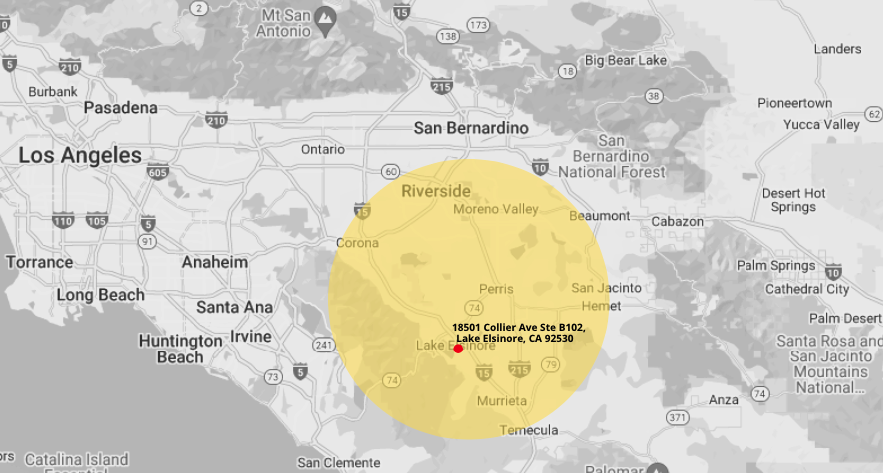 2
15
Mt San
Antonio
173
138
Landers
5
210
Big Bear Lake
18
Burbank
215
38
Pasadena
Pioneertown
210
62
San Bernardino
Yucca Valley
Los Angeles
Ontario
San
Bernardino
National Forest
60
10
605
Riverside
Desert Hot
Springs
15
Moreno Valley
Beaumont
110
105
5
Cabazon
91
Corona
Torrance
Anaheim
Palm Springs
10
Long Beach
Perris
San Jacinto
Cathedral City
Santa Ana
74
Hemet
Palm Desert
18501 Collier Ave Ste B102,
Lake Elsinore, CA 92530
Huntington
Beach
Irvine
241
Lake Elsinore
Santa Rosa and
San Jacinto
Mountains
National...
5
73
74
15
215
79
Murrieta
74
Anza
371
Temecula
Catalina Island
Essential
San Clemente
Palomar